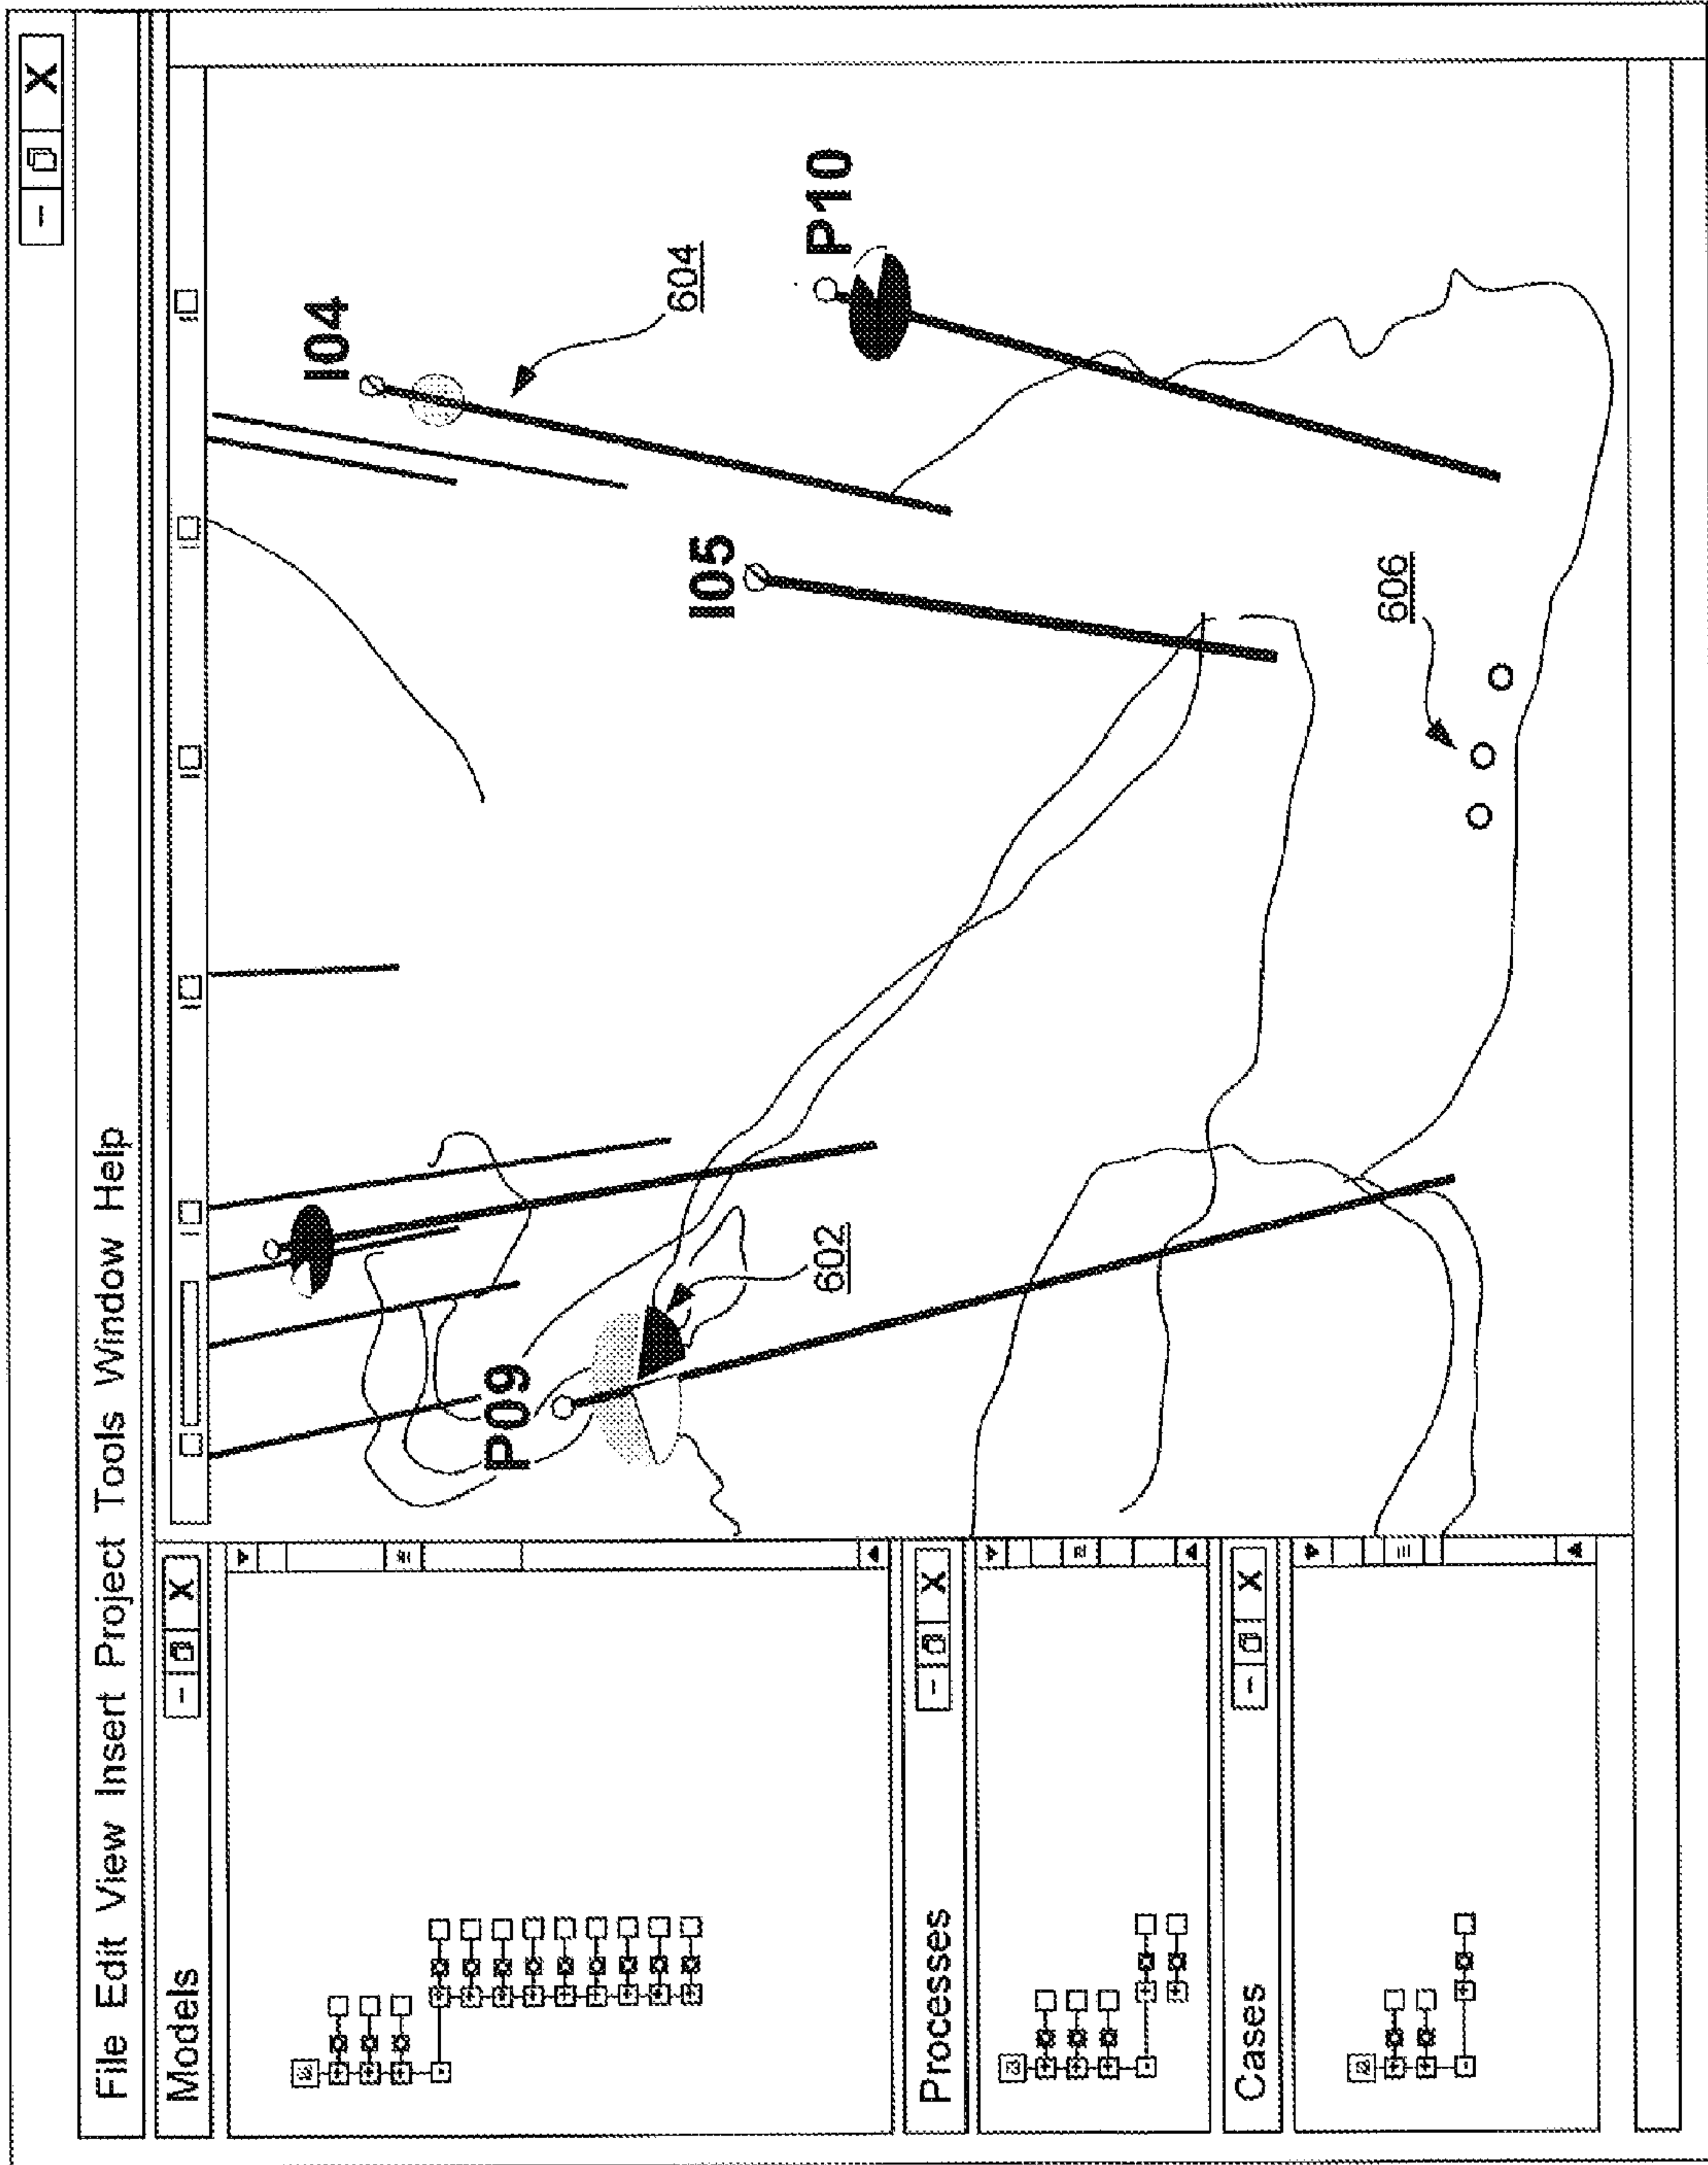 File Edit View Insert Project Tools Window Help
Models
Processes
Cases
P09
602
I04
604
I05
P10
606